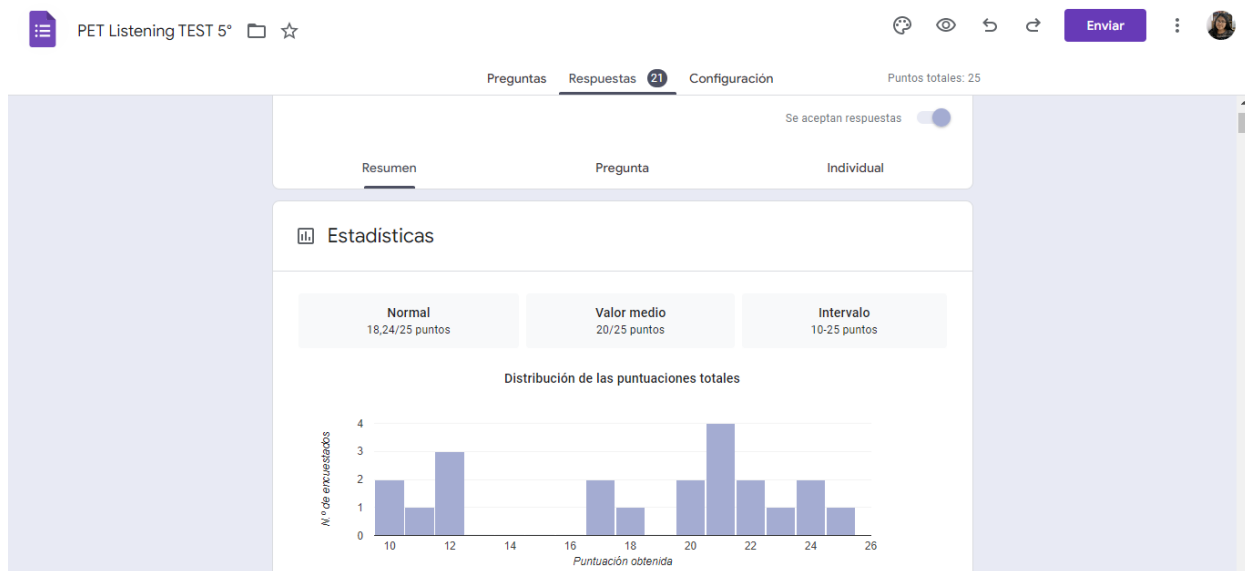 PET Listening TEST 5°
Enviar
Preguntas
Respuestas 21
Configuración
Puntos totales: 25
Se aceptan respuestas
Resumen
Pregunta
Individual
Estadísticas
Normal
18,24/25 puntos
Valor medio
20/25 puntos
Intervalo
10-25 puntos
Distribución de las puntuaciones totales
N.º de encuestados
4
3
2
1
0
10 12 14 16 18 20 22 24 26
Puntuación obtenida